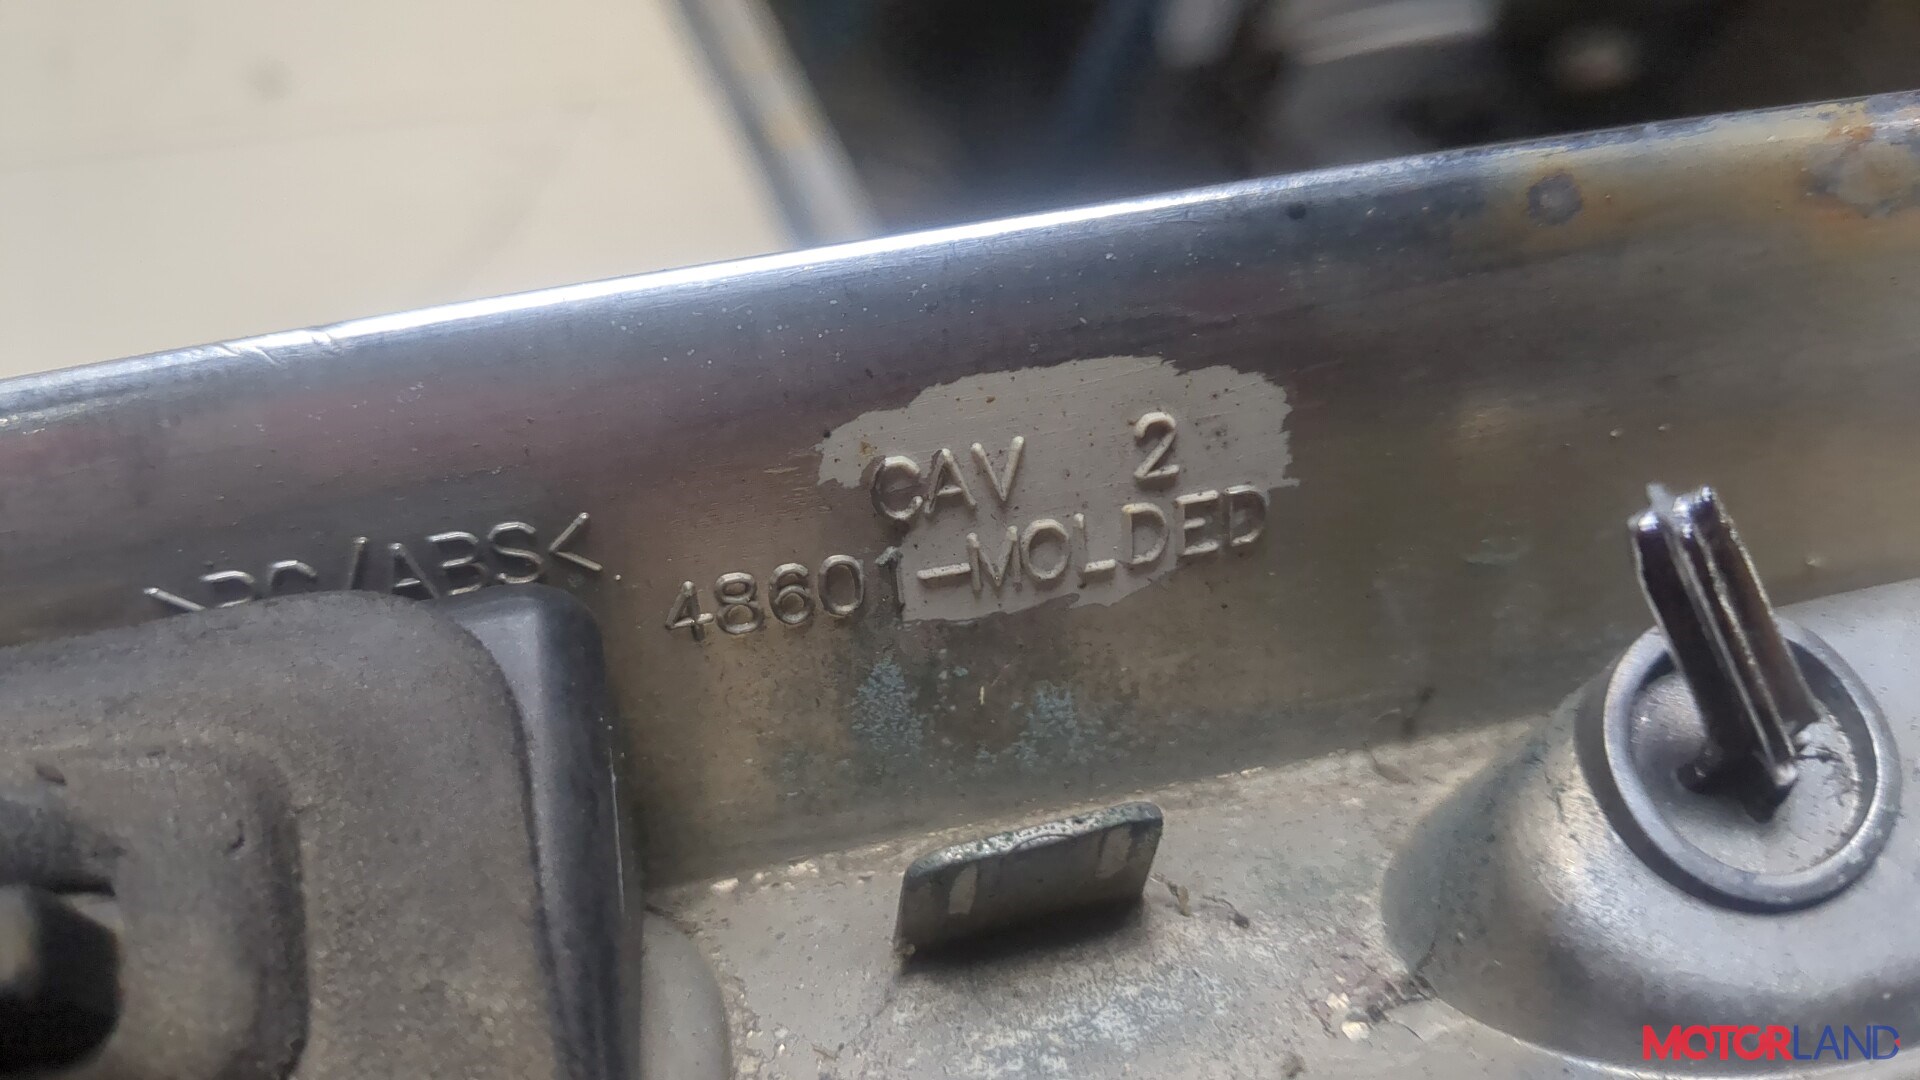 CAV 2
>PC/ABS<
48601-MOLDED
MOTORLAND